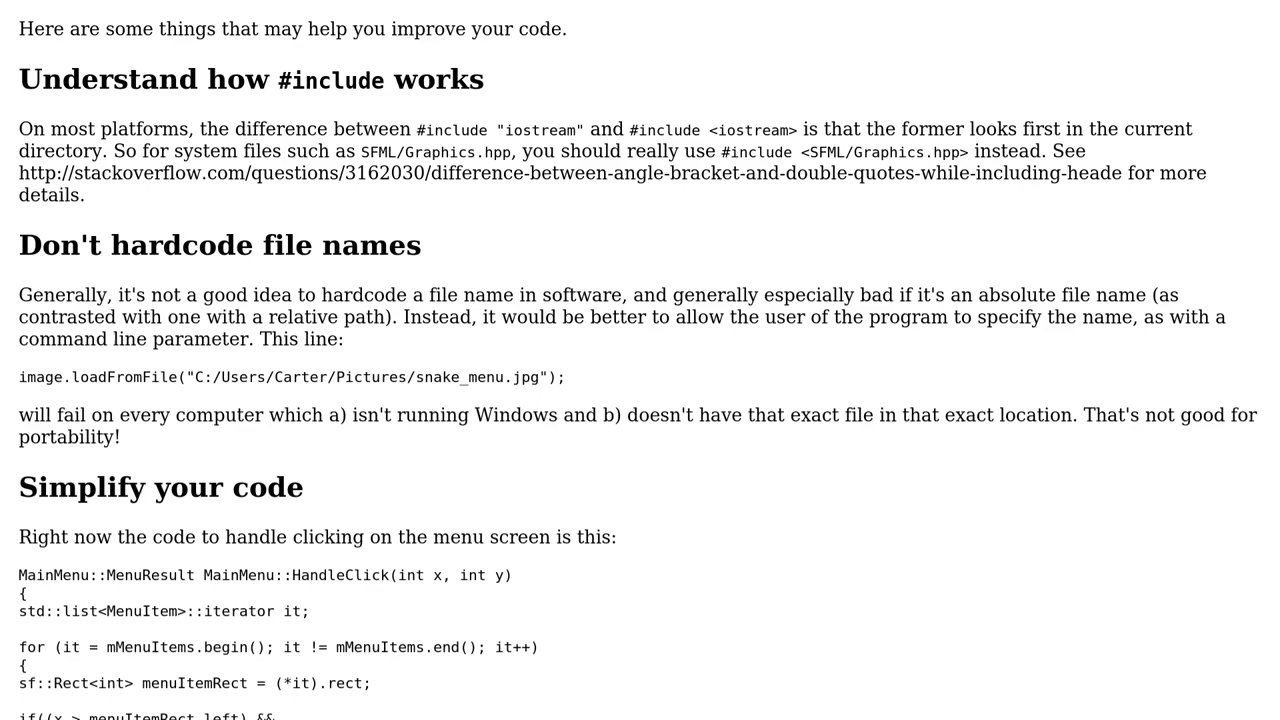 Here are some things that may help you improve your code.
Understand how #include works
On most platforms, the difference between #include "iostream" and #include <iostream> is that the former looks first in the current
directory. So for system files such as SFML/Graphics.hpp, you should really use #include <SFML/Graphics.hpp> instead. See
http://stackoverflow.com/questions/3162030/difference-between-angle-bracket-and-double-quotes-while-including-heade for more
details.
Don't hardcode file names
Generally, it's not a good idea to hardcode a file name in software, and generally especially bad if it's an absolute file name (as
contrasted with one with a relative path). Instead, it would be better to allow the user of the program to specify the name, as with a
command line parameter. This line:
image.loadFromFile("C:/Users/Carter/Pictures/snake_menu.jpg");
will fail on every computer which a) isn't running Windows and b) doesn't have that exact file in that exact location. That's not good for
portability!
Simplify your code
Right now the code to handle clicking on the menu screen is this:
MainMenu::MenuResult MainMenu::HandleClick(int x, int y)
{
std::list<MenuItem>::iterator it;
for (it = mMenuItems.begin(); it != mMenuItems.end(); it++)
{
sf::Rect<int> menuItemRect = (*it).rect;
if((x > menuItemRect.left) &&